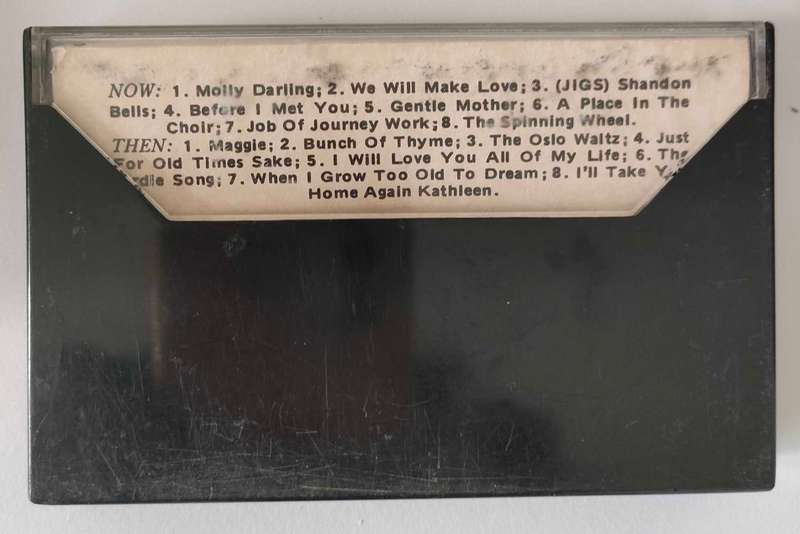 NOW: 1. Molly Darling; 2. We Will Make Love; 3. (JIGS) Shandon
Bells; 4. Before I Met You; 5. Gentle Mother; 6. A Place In The
Choir; 7. Job Of Journey Work; 8. The Spinning Wheel.
THEN: 1. Maggie; 2. Bunch Of Thyme; 3. The Oslo Waltz; 4. Just
For Old Times Sake; 5. I Will Love You All Of My Life; 6. The
Song; 7. When I Grow Too Old To Dream; 8. I'll Take
Home Again Kathleen.